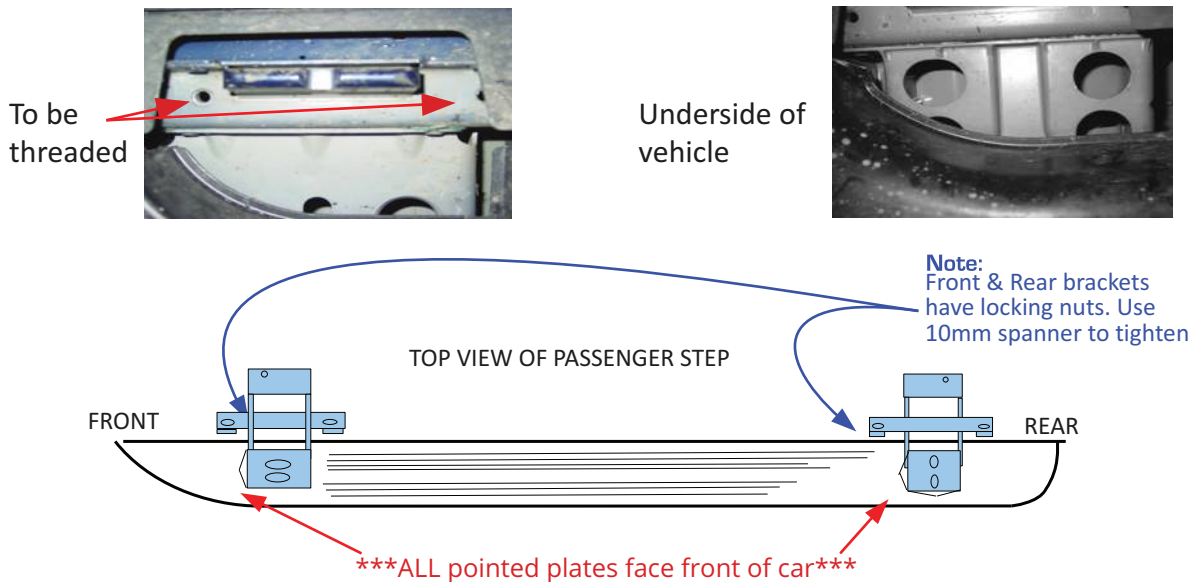 To be
threaded
Underside of
vehicle
Note:
Front & Rear brackets
have locking nuts. Use
10mm spanner to tighten
TOP VIEW OF PASSENGER STEP
FRONT
REAR
***ALL pointed plates face front of car***